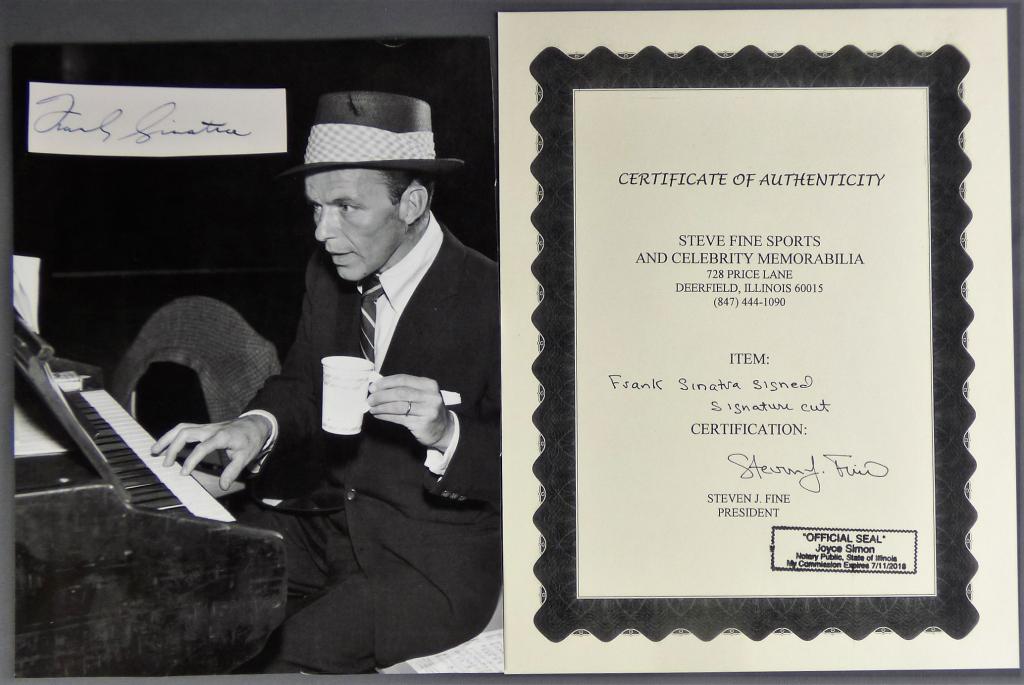 Frank Sinatra
CERTIFICATE OF AUTHENTICITY
STEVE FINE SPORTS
AND CELEBRITY MEMORABILIA
728 PRICE LANE
DEERFIELD, ILLINOIS 60015
(847) 444-1090
ITEM:
Frank Sinatra signed
signature cut
CERTIFICATION:
Steven J. Fine
STEVEN J. FINE
PRESIDENT
"OFFICIAL SEAL"
Joyce Simon
Notary Public, State of Illinois
My Commission Expires 7/11/2018